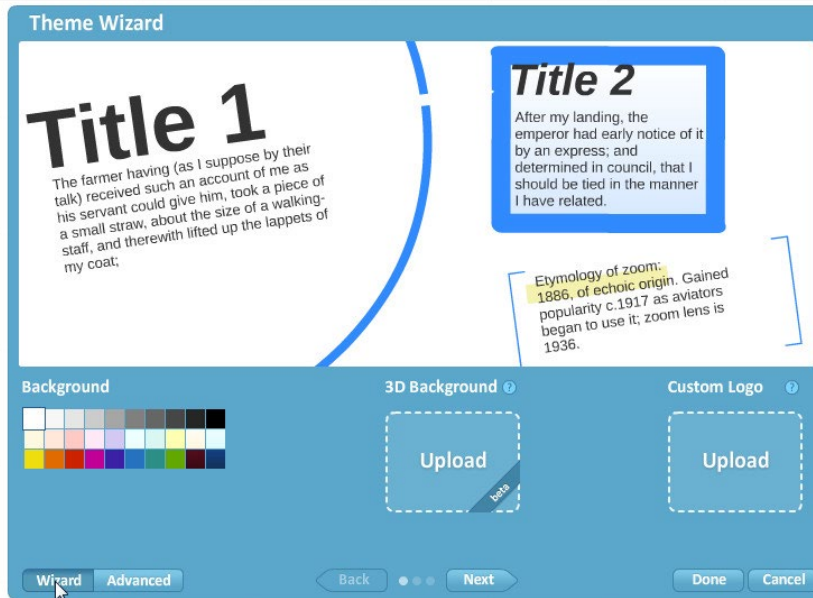 Theme Wizard
Title 1
The farmer having (as I suppose by their
talk) received such an account of me as
his servant could give him, took a piece of
a small straw, about the size of a walking-
staff, and therewith lifted up the lappets of
my coat;
Title 2
After my landing, the
emperor had early notice of it
by an express; and
determined in council, that I
should be tied in the manner
I have related.
Etymology of zoom:
1886, of echoic origin. Gained
popularity c.1917 as aviators
began to use it; zoom lens is
1936.
Background
3D Background ?
Custom Logo ?
Upload
beta
Upload
Wizard
Advanced
Back
Next
Done
Cancel